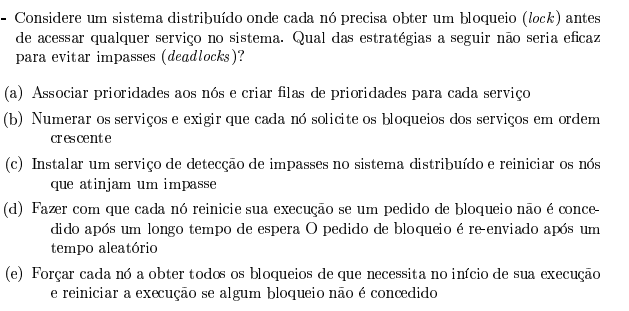 - Considere um sistema distribuído onde cada nó precisa obter um bloqueio (lock) antes
de acessar qualquer serviço no sistema. Qual das estratégias a seguir não seria eficaz
para evitar impasses (deadlocks)?
(a) Associar prioridades aos nós e criar filas de prioridades para cada serviço
(b) Numerar os serviços e exigir que cada nó solicite os bloqueios dos serviços em ordem
crescente
(c) Instalar um serviço de detecção de impasses no sistema distribuído e reiniciar os nós
que atinjam um impasse
(d) Fazer com que cada nó reinicie sua execução se um pedido de bloqueio não é conce-
dido após um longo tempo de espera O pedido de bloqueio é re-enviado após um
tempo aleatório
(e) Forçar cada nó a obter todos os bloqueios de que necessita no início de sua execução
e reiniciar a execução se algum bloqueio não é concedido